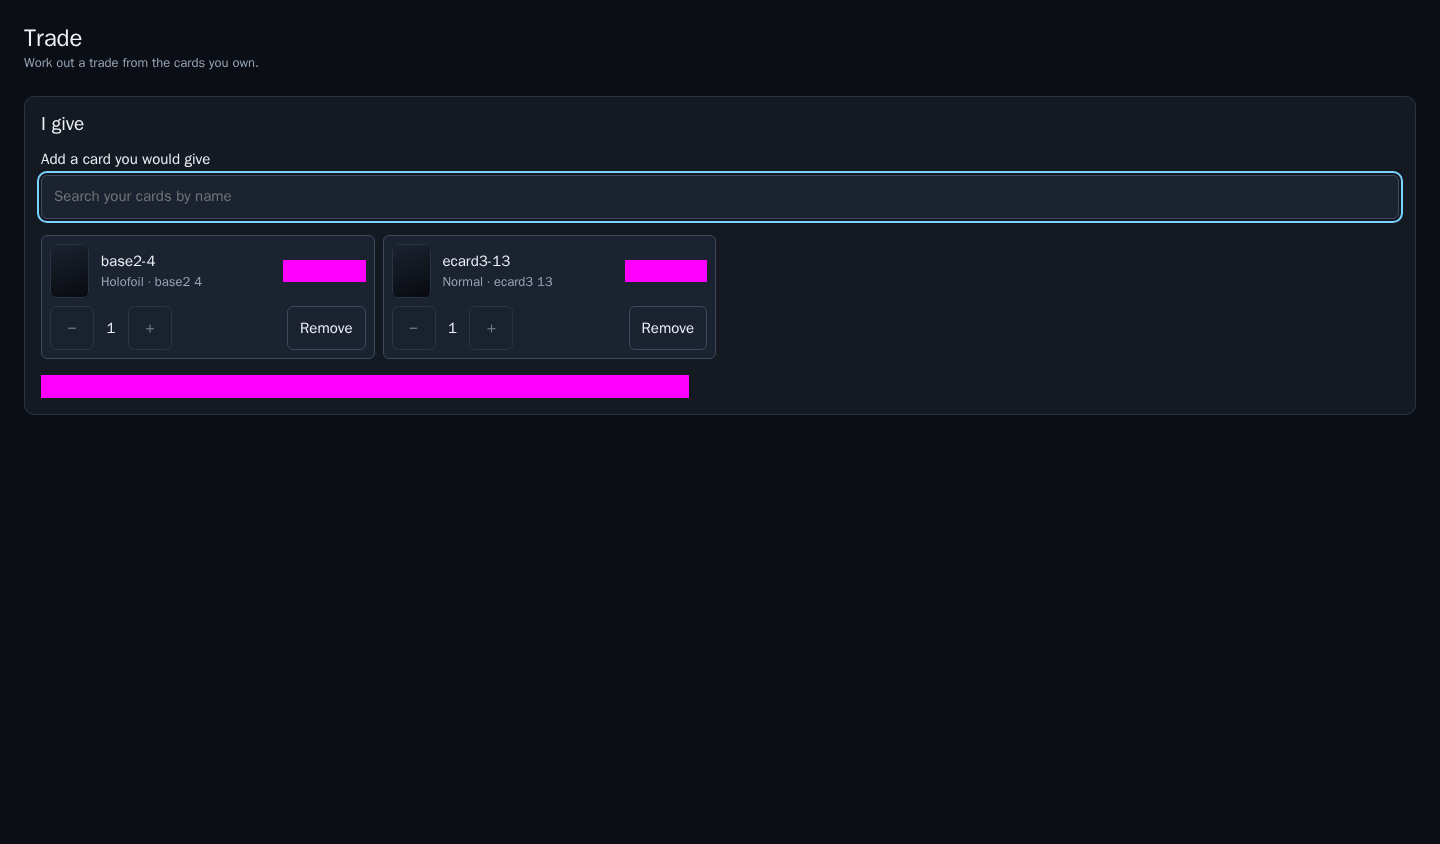 Trade
Work out a trade from the cards you own.
I give
Add a card you would give
Search your cards by name
base2-4
Holofoil · base2 4
− 1 +
Remove
ecard3-13
Normal · ecard3 13
− 1 +
Remove